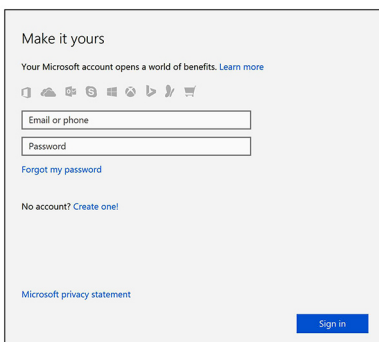 Make it yours
Your Microsoft account opens a world of benefits. Learn more
Email or phone
Password
Forgot my password
No account? Create one!
Microsoft privacy statement
Sign in